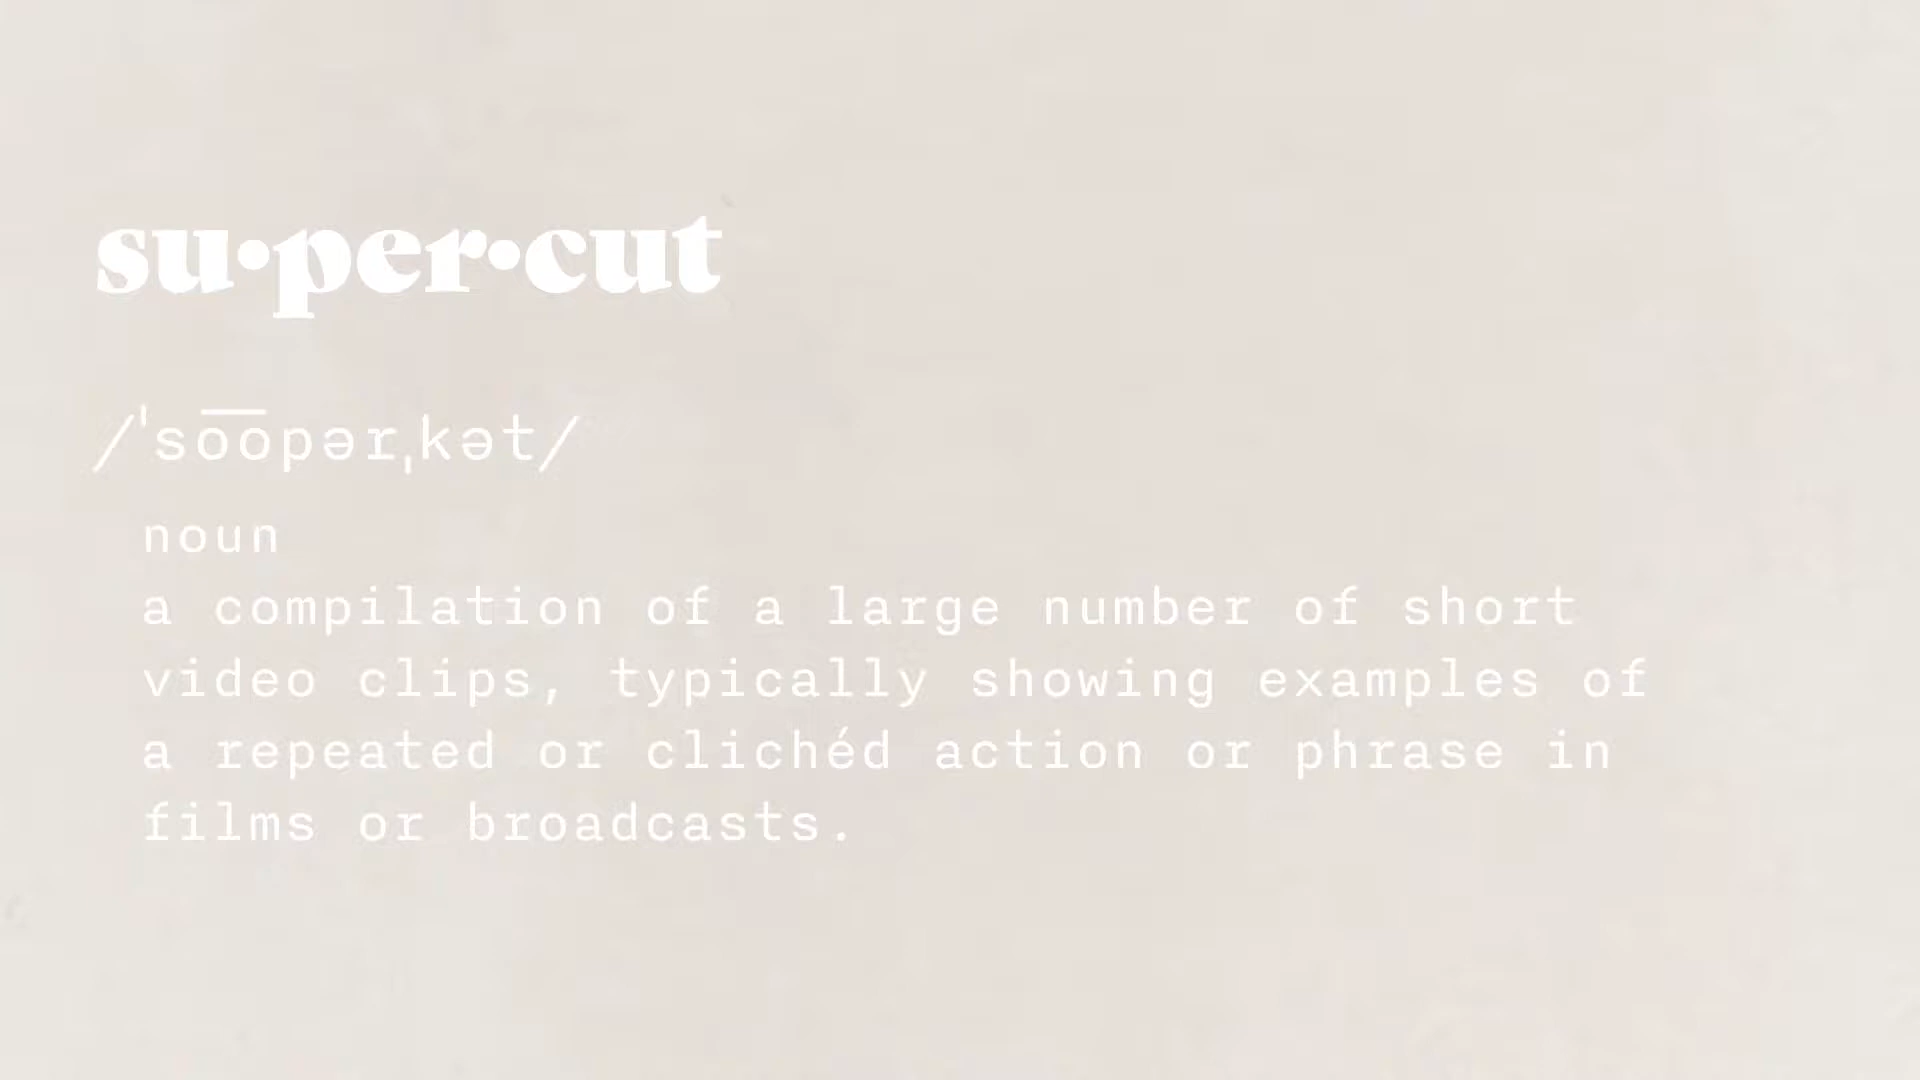 su•per•cut
/ˈso͞opərˌkət/
noun
a compilation of a large number of short
video clips, typically showing examples of
a repeated or clichéd action or phrase in
films or broadcasts.